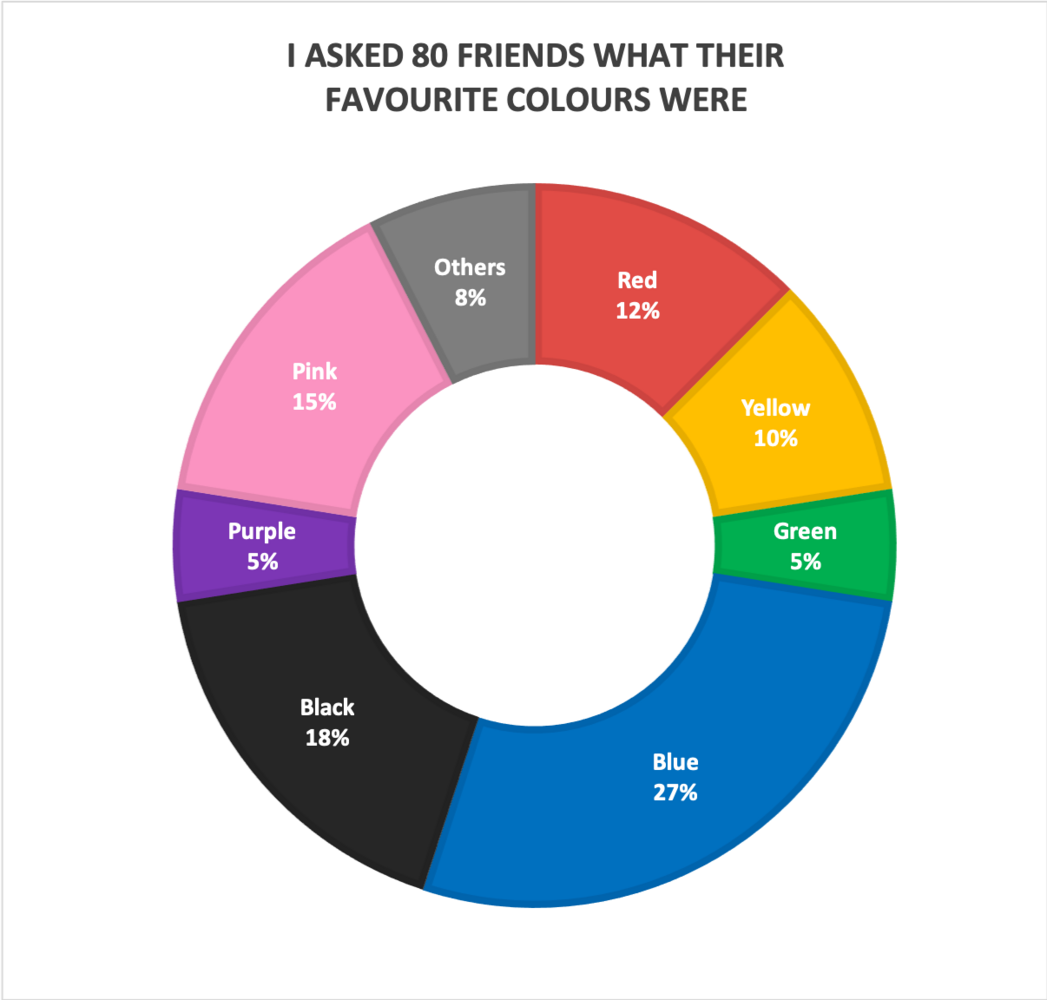 I ASKED 80 FRIENDS WHAT THEIR
FAVOURITE COLOURS WERE
Others
8%
Red
12%
Pink
15%
Yellow
10%
Purple
5%
Green
5%
Black
18%
Blue
27%